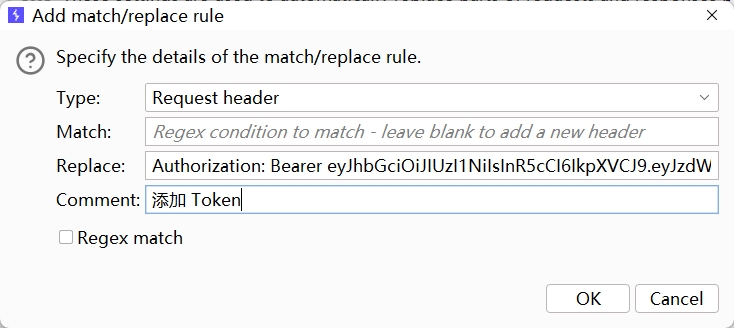 Add match/replace rule
Specify the details of the match/replace rule.
Type: Request header
Match: Regex condition to match - leave blank to add a new header
Replace: Authorization: Bearer eyJhbGciOiJIUzI1NiIsInR5cCI6IkpXVCJ9.eyJzdW
Comment: 添加 Token
Regex match
OK Cancel